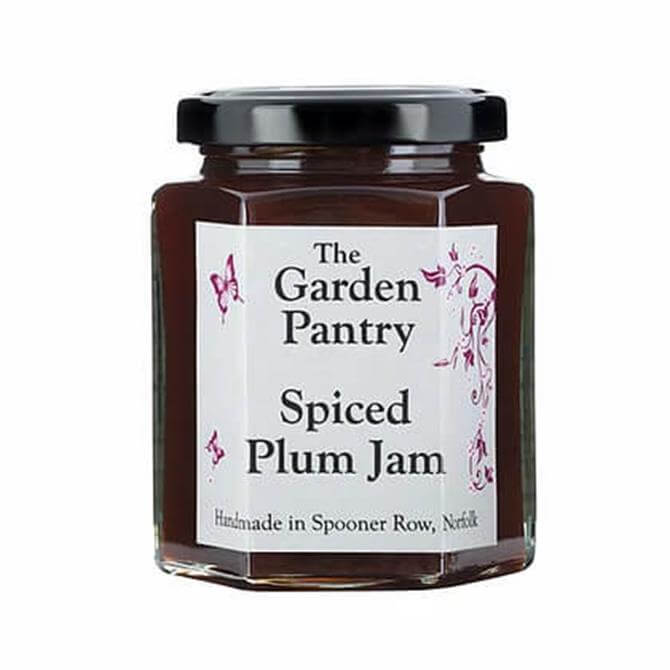 The
Garden
Pantry
Spiced
Plum Jam
Handmade in Spooner Row, Norfolk